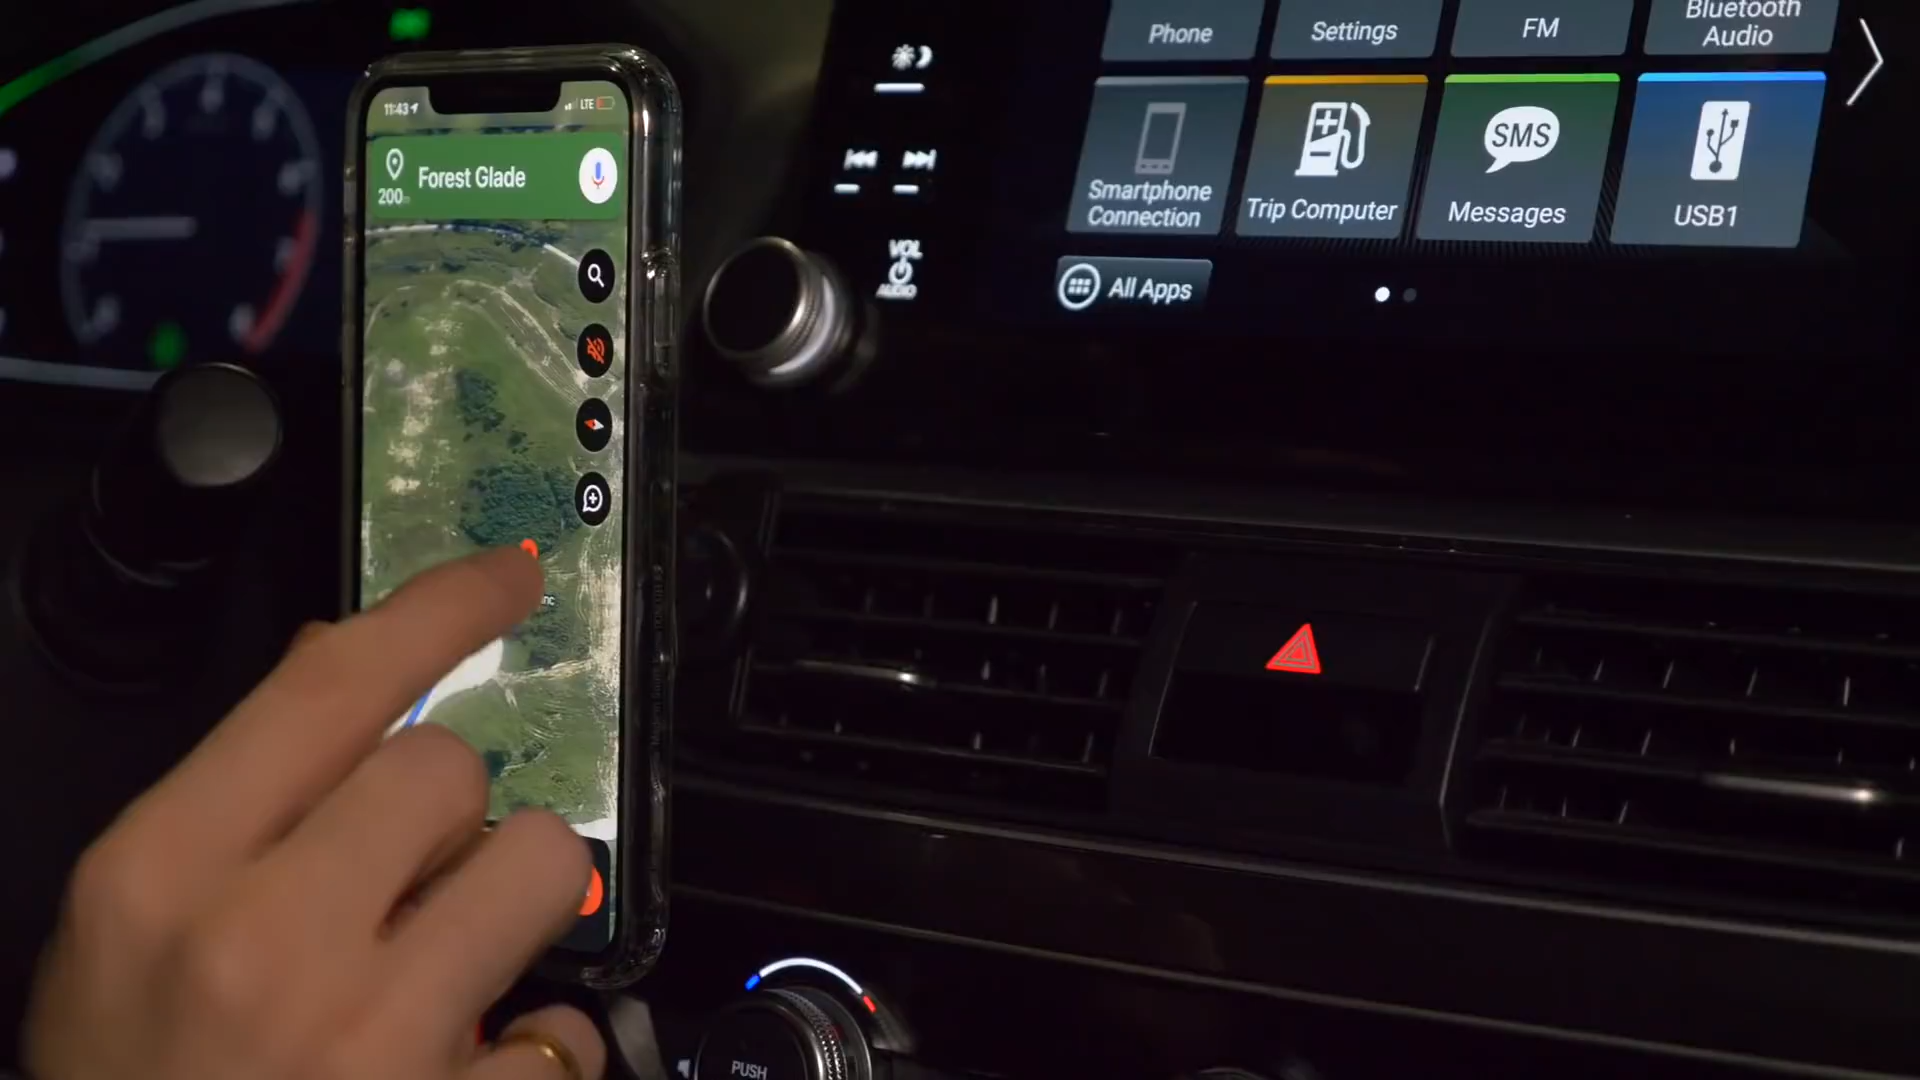 11:43
LTE
Forest Glade
200m
Phone
Settings
FM
Bluetooth
Audio
Smartphone
Connection
Trip Computer
SMS
Messages
USB1
All Apps
VOL
AUDIO
PUSH